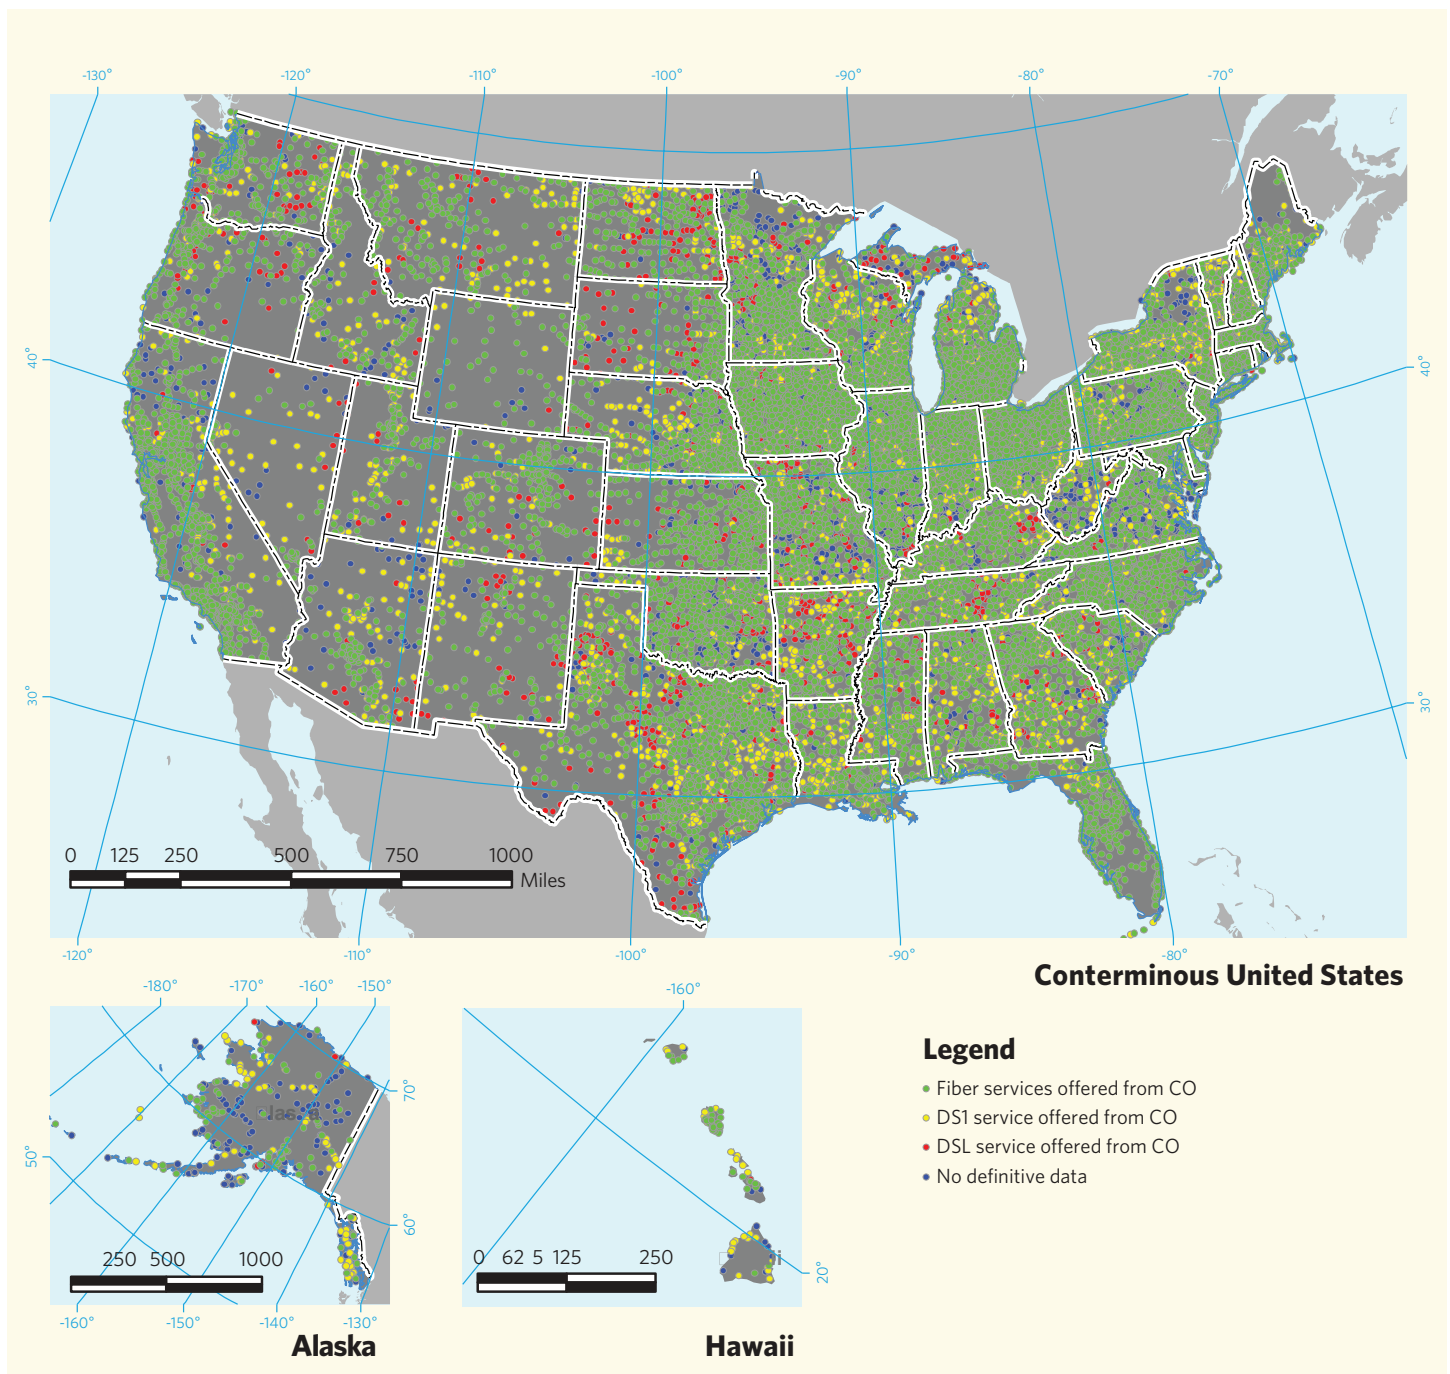 -130°
-120°
-110°
-100°
-90°
-80°
-70°
40°
40°
30°
30°
0 125 250 500 750 1000
Miles
-120°
-110°
-100°
-90°
-80°
Conterminous United States
-180°
-170°
-160°
-150°
70°
50°
60°
250 500 1000
-160°
-150°
-140°
-130°
Alaska
-160°
0 62 5 125 250
20°
Hawaii
Legend
Fiber services offered from CO
DS1 service offered from CO
DSL service offered from CO
No definitive data